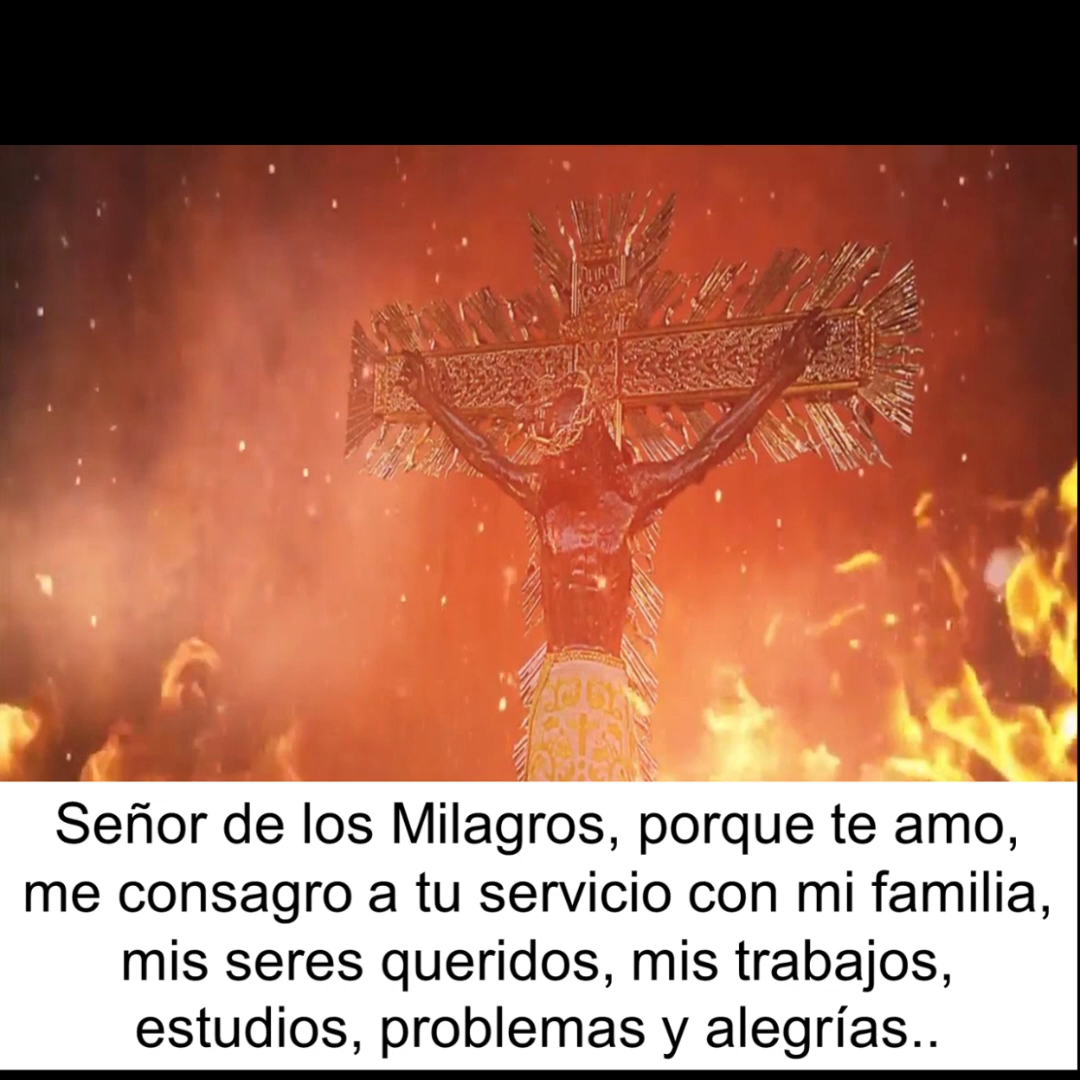 Señor de los Milagros, porque te amo,
me consagro a tu servicio con mi familia,
mis seres queridos, mis trabajos,
estudios, problemas y alegrías..